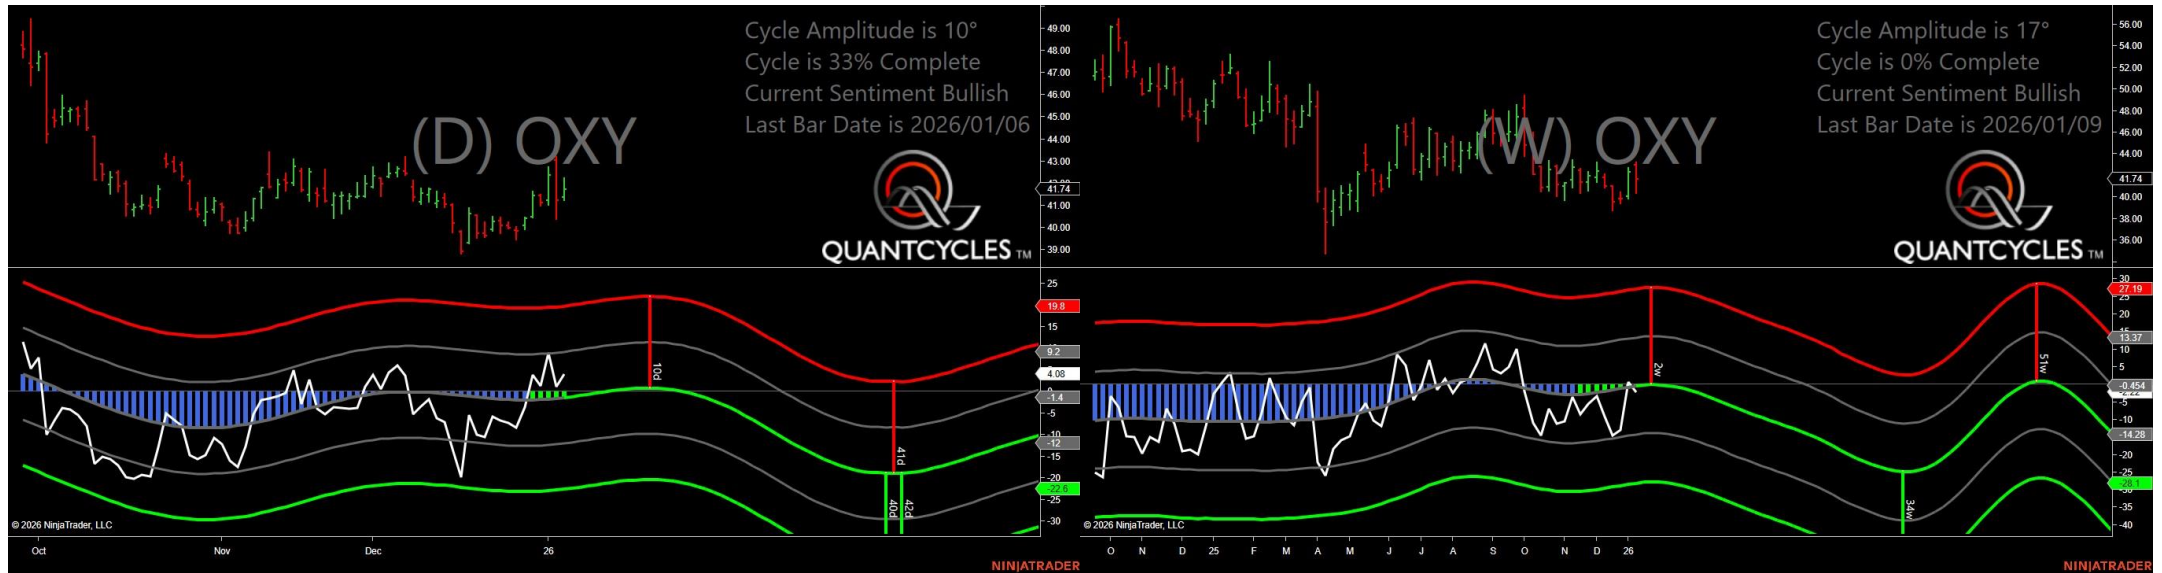 Cycle Amplitude is 10°
Cycle is 33% Complete
Current Sentiment Bullish
Last Bar Date is 2026/01/06
(D) OXY
QUANTCYCLES TM
49.00
48.00
47.00
46.00
45.00
44.00
43.00
41.74
41.00
40.00
39.00
25
19.8
15
9.2
4.08
0
-1.4
-5
-12
-15
-20
-22.6
-25
-30
10d
41d
40d
42d
© 2026 NinjaTrader, LLC
Oct
Nov
Dec
26
NINJATRADER
Cycle Amplitude is 17°
Cycle is 0% Complete
Current Sentiment Bullish
Last Bar Date is 2026/01/09
(W) OXY
QUANTCYCLES TM
56.00
54.00
52.00
50.00
48.00
46.00
44.00
41.74
40.00
38.00
36.00
30
27.19
20
13.37
10
5
-0.454
-2.22
-5
-10
-14.28
-20
-25
-28.1
-35
-40
2w
34w
51w
© 2026 NinjaTrader, LLC
O N D 25 F M A M J J A S O N D 26
NINJATRADER